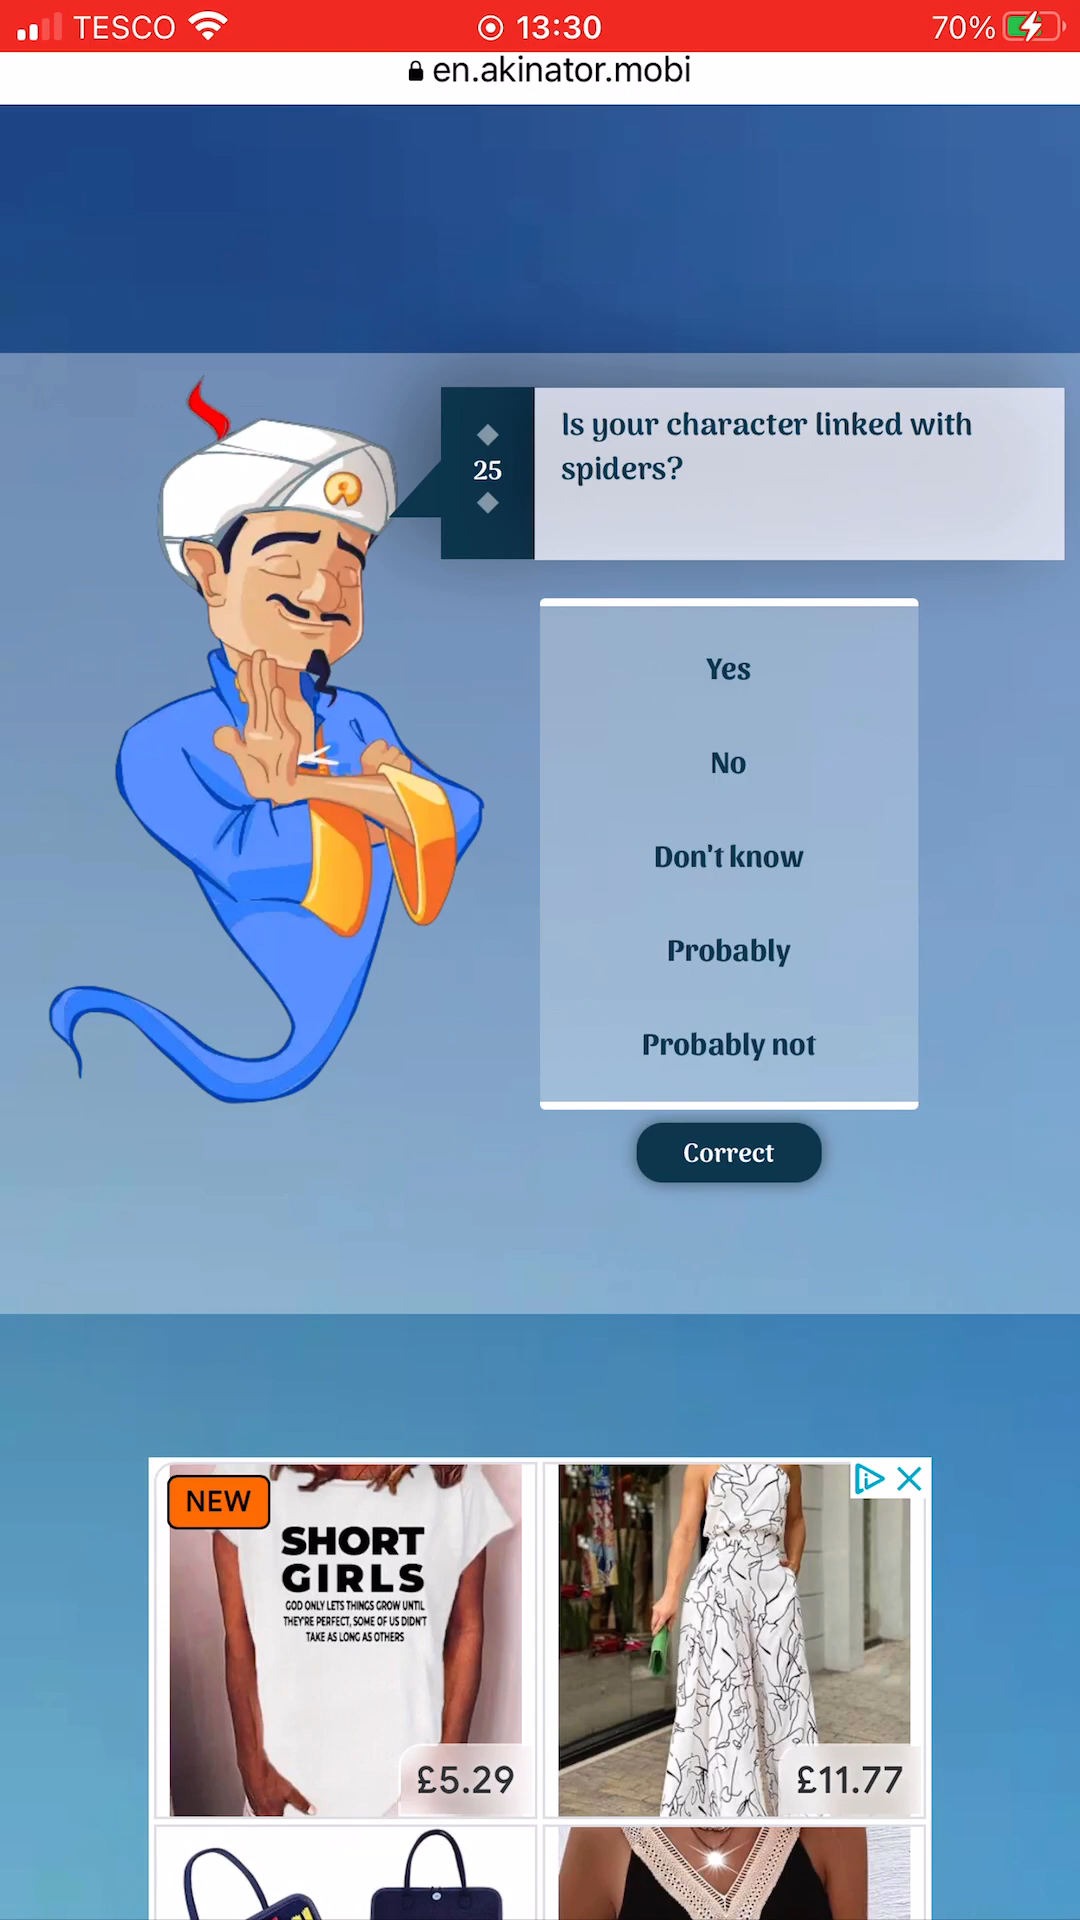 TESCO 13:30 70%
en.akinator.mobi
25
Is your character linked with
spiders?
Yes
No
Don't know
Probably
Probably not
Correct
NEW
SHORT
GIRLS
GOD ONLY LETS THINGS GROW UNTIL
THEY'RE PERFECT, SOME OF US DIDN'T
TAKE AS LONG AS OTHERS
£5.29
£11.77